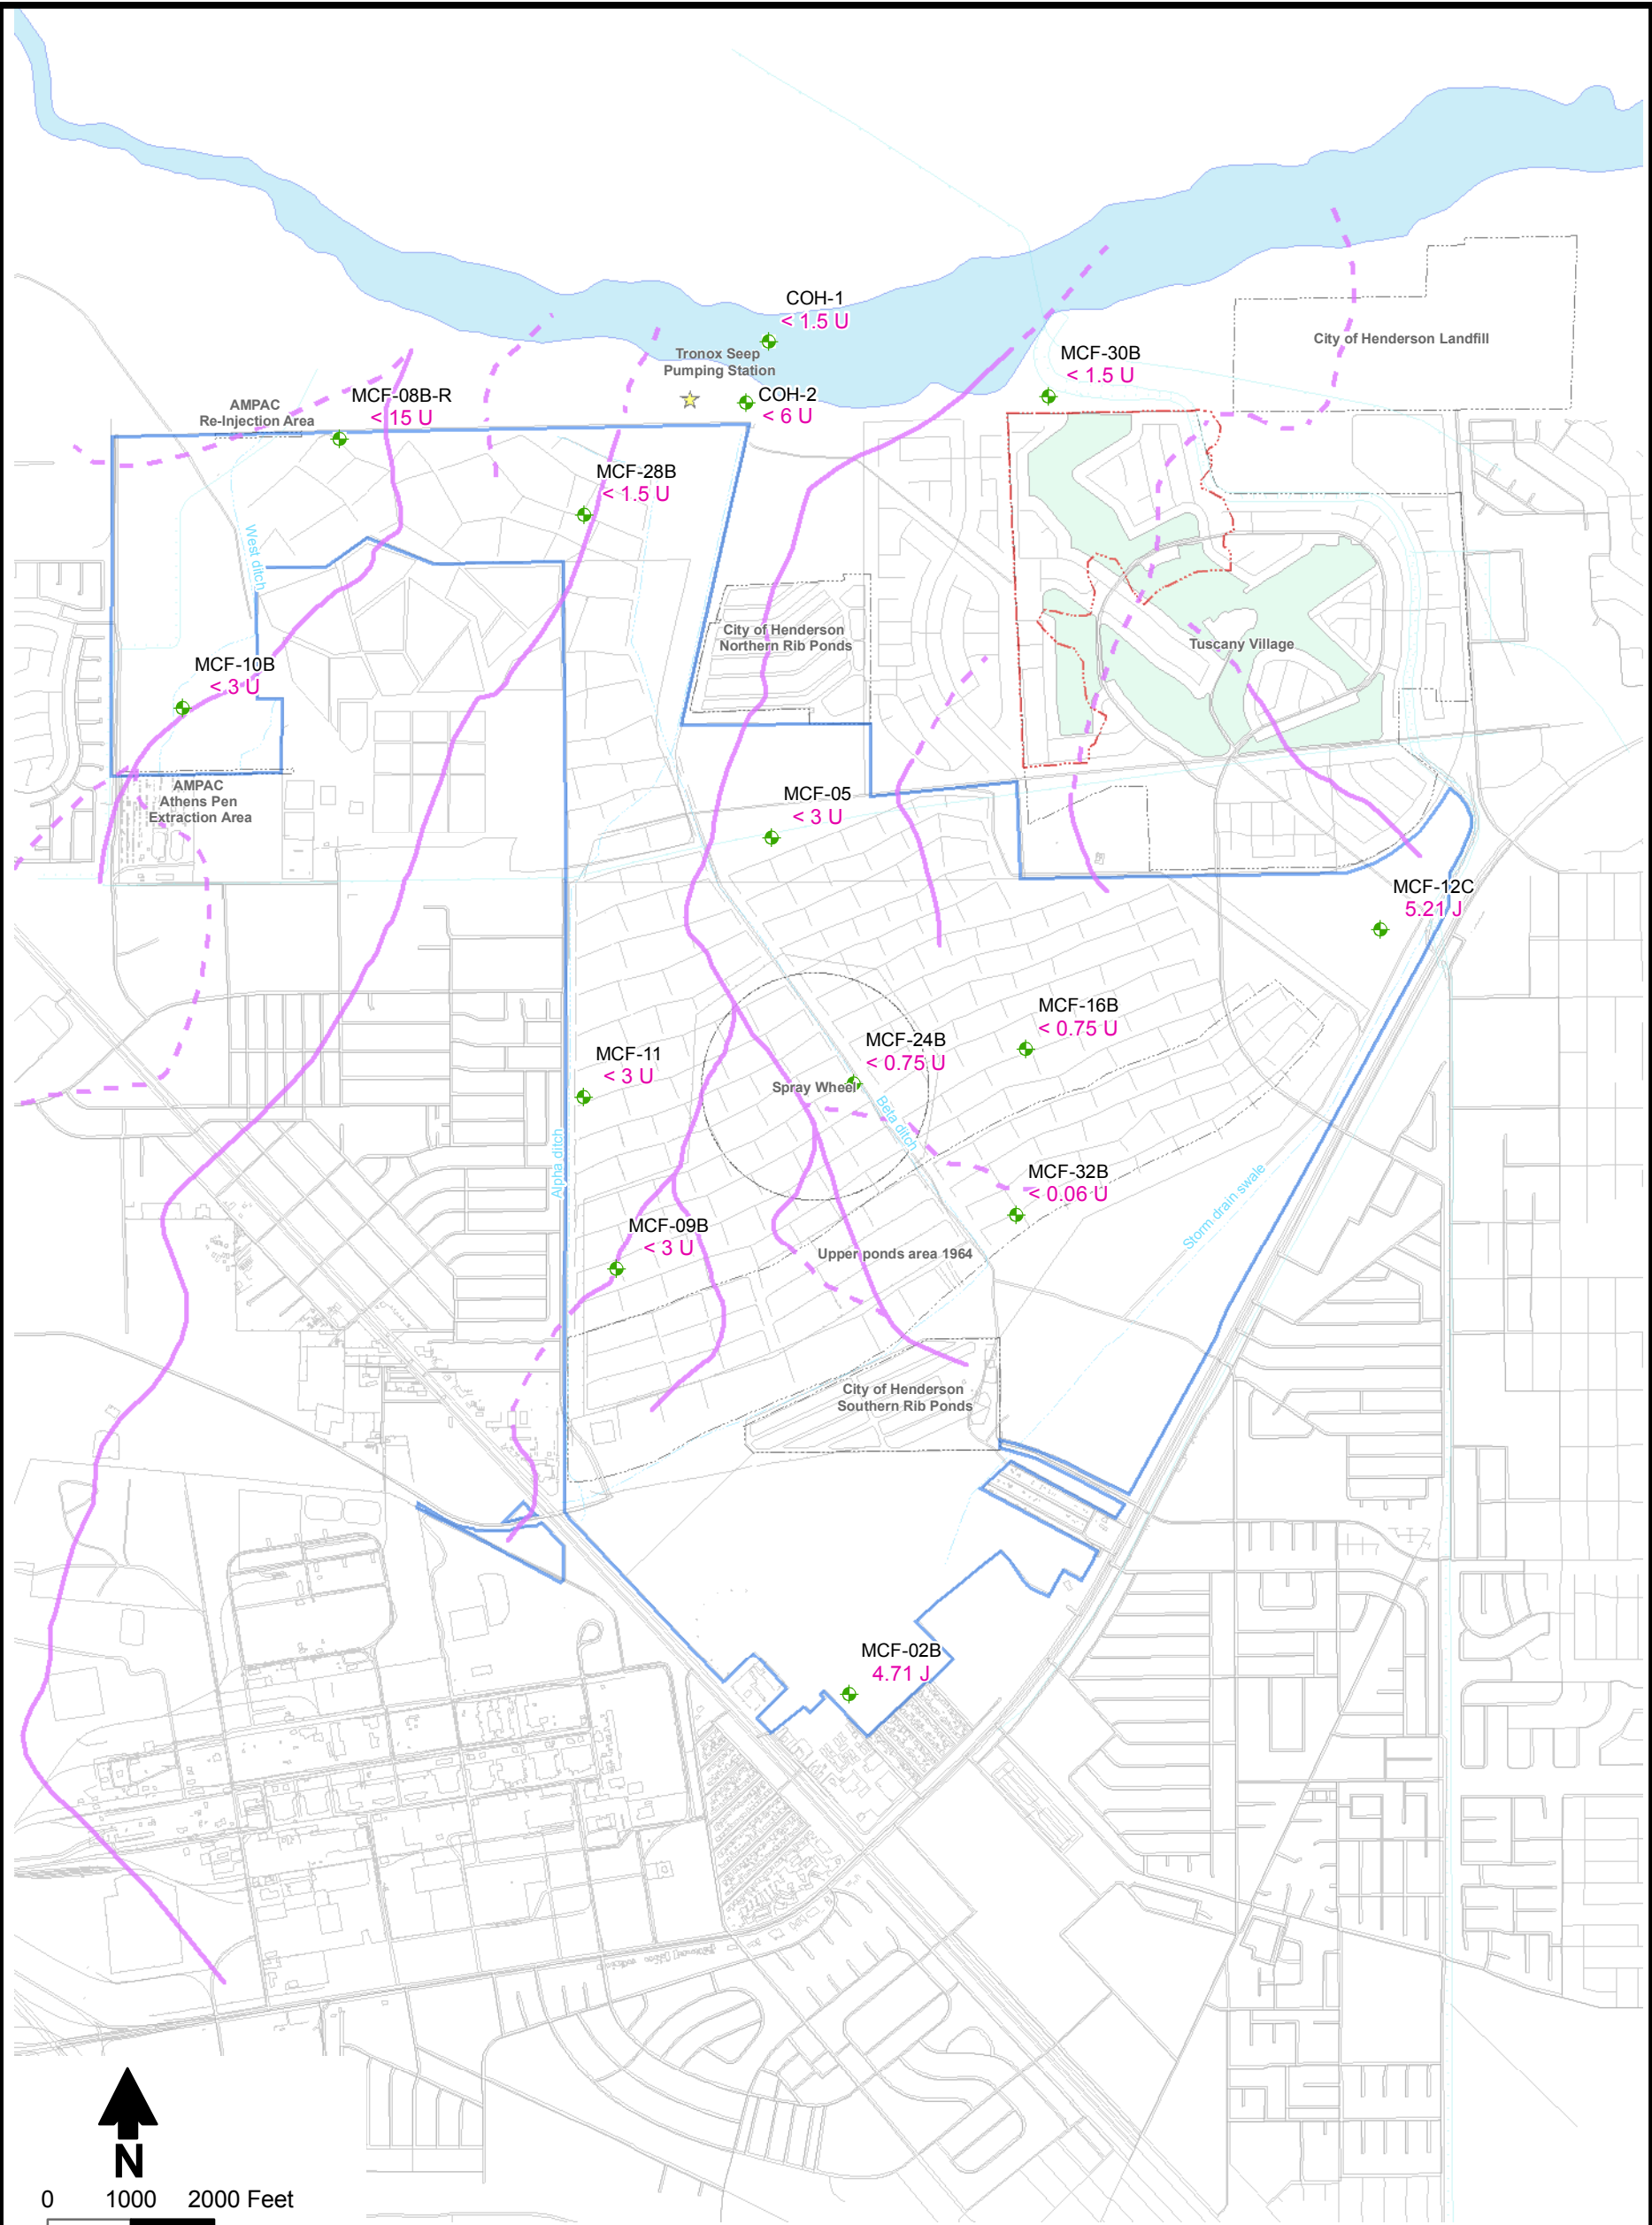 COH-1
< 1.5 U
Tronox Seep
Pumping Station
City of Henderson Landfill
MCF-30B
< 1.5 U
MCF-08B-R
< 15 U
AMPAC
Re-Injection Area
COH-2
< 6 U
MCF-28B
< 1.5 U
West ditch
City of Henderson
Northern Rib Ponds
Tuscany Village
MCF-10B
< 3 U
AMPAC
Athens Pen
Extraction Area
MCF-05
< 3 U
MCF-12C
5.21 J
MCF-16B
< 0.75 U
MCF-24B
< 0.75 U
MCF-11
< 3 U
Spray Wheel
Beta ditch
Alpha ditch
MCF-32B
< 0.06 U
Storm drain swale
MCF-09B
< 3 U
Upper ponds area 1964
City of Henderson
Southern Rib Ponds
MCF-02B
4.71 J
N
0 1000 2000 Feet